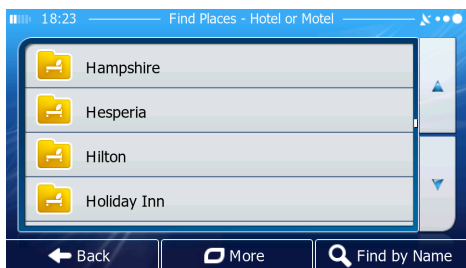 18:23 Find Places - Hotel or Motel
Hampshire
Hesperia
Hilton
Holiday Inn
Back More Find by Name